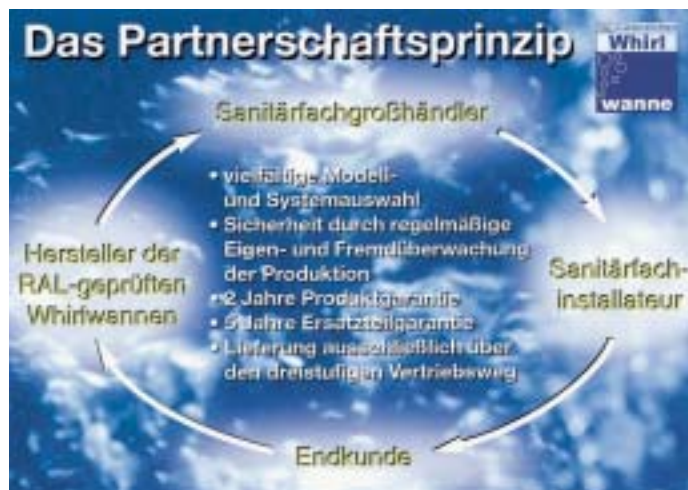 Das Partnerschaftsprinzip
Whirl
wanne
Sanitärfachgroßhändler
• vielfältige Modell-
und Systemauswahl
• Sicherheit durch regelmäßige
Eigen- und Fremdüberwachung
der Produktion
• 2 Jahre Produktgarantie
• 5 Jahre Ersatzteilgarantie
• Lieferung ausschließlich über
den dreistufigen Vertriebsweg
Hersteller der
RAL-geprüften
Whirlwannen
Sanitärfach-
installateur
Endkunde